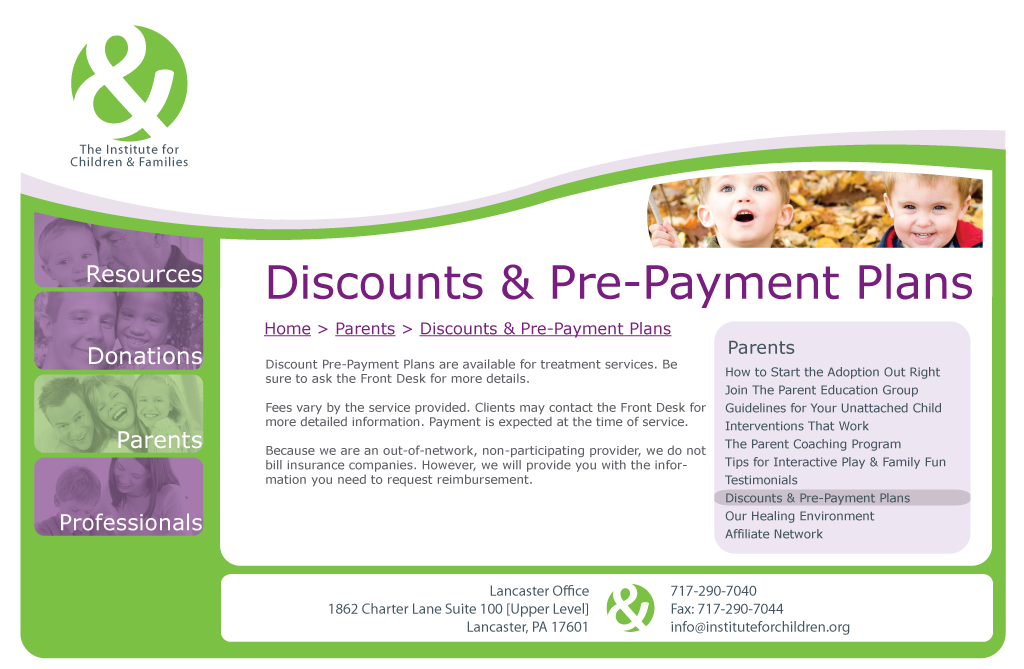 The Institute for
Children & Families
Resources
Donations
Parents
Professionals
Discounts & Pre-Payment Plans
Home > Parents > Discounts & Pre-Payment Plans
Discount Pre-Payment Plans are available for treatment services. Be
sure to ask the Front Desk for more details.
Fees vary by the service provided. Clients may contact the Front Desk for
more detailed information. Payment is expected at the time of service.
Because we are an out-of-network, non-participating provider, we do not
bill insurance companies. However, we will provide you with the infor-
mation you need to request reimbursement.
Parents
How to Start the Adoption Out Right
Join The Parent Education Group
Guidelines for Your Unattached Child
Interventions That Work
The Parent Coaching Program
Tips for Interactive Play & Family Fun
Testimonials
Discounts & Pre-Payment Plans
Our Healing Environment
Affiliate Network
Lancaster Office
1862 Charter Lane Suite 100 [Upper Level]
Lancaster, PA 17601
&
717-290-7040
Fax: 717-290-7044
info@instituteforchildren.org